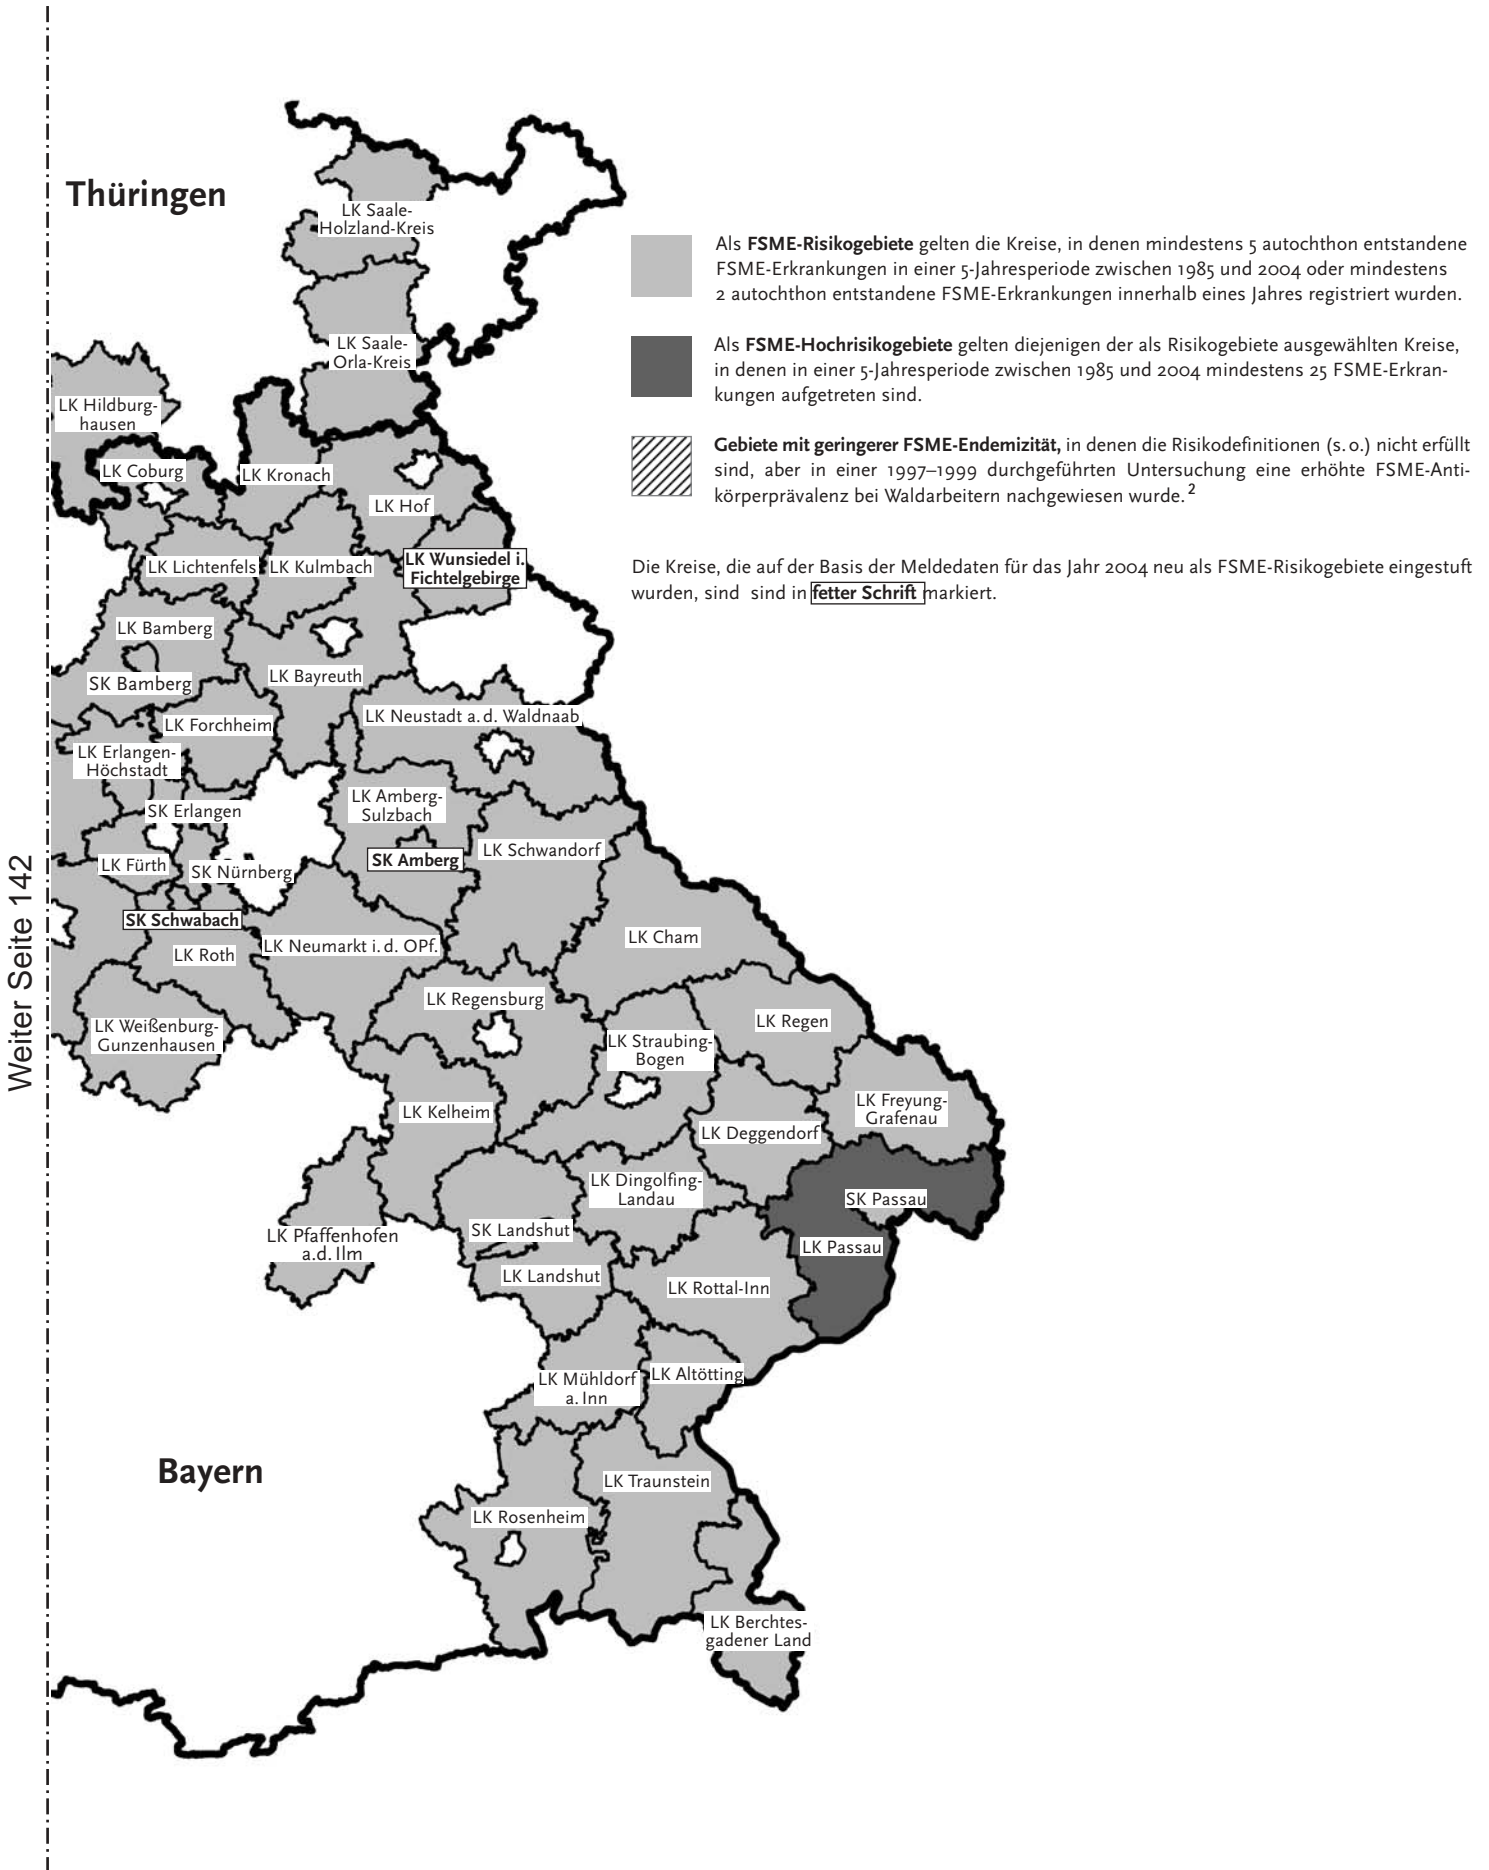 Thüringen
LK Saale-
Holzland-Kreis
LK Saale-
Orla-Kreis
LK Hildburg-
hausen
LK Coburg
LK Kronach
LK Hof
LK Lichtenfels
LK Kulmbach
LK Wunsiedel i.
Fichtelgebirge
LK Bamberg
SK Bamberg
LK Bayreuth
LK Forchheim
LK Neustadt a. d. Waldnaab
LK Erlangen-
Höchstadt
SK Erlangen
LK Amberg-
Sulzbach
SK Amberg
LK Schwandorf
LK Fürth
SK Nürnberg
SK Schwabach
LK Roth
LK Neumarkt i. d. OPf.
LK Cham
LK Regensburg
LK Weißenburg-
Gunzenhausen
LK Regen
LK Straubing-
Bogen
LK Kelheim
LK Freyung-
Grafenau
LK Deggendorf
LK Dingolfing-
Landau
SK Passau
LK Pfaffenhofen
a.d. Ilm
SK Landshut
LK Passau
LK Landshut
LK Rottal-Inn
LK Mühldorf
a. Inn
LK Altötting
Bayern
LK Traunstein
LK Rosenheim
LK Berchtes-
gadener Land
Weiter Seite 142
Als FSME-Risikogebiete gelten die Kreise, in denen mindestens 5 autochthon entstandene
FSME-Erkrankungen in einer 5-Jahresperiode zwischen 1985 und 2004 oder mindestens
2 autochthon entstandene FSME-Erkrankungen innerhalb eines Jahres registriert wurden.
Als FSME-Hochrisikogebiete gelten diejenigen der als Risikogebiete ausgewählten Kreise,
in denen in einer 5-Jahresperiode zwischen 1985 und 2004 mindestens 25 FSME-Erkran-
kungen aufgetreten sind.
Gebiete mit geringerer FSME-Endemizität, in denen die Risikodefinitionen (s. o.) nicht erfüllt
sind, aber in einer 1997–1999 durchgeführten Untersuchung eine erhöhte FSME-Anti-
körperprävalenz bei Waldarbeitern nachgewiesen wurde. 2
Die Kreise, die auf der Basis der Meldedaten für das Jahr 2004 neu als FSME-Risikogebiete eingestuft
wurden, sind sind in fetter Schrift markiert.